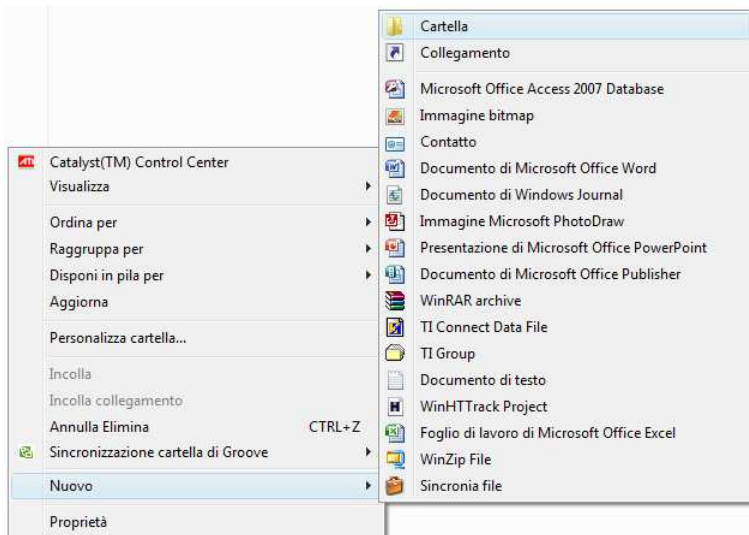 Catalyst(TM) Control Center
Visualizza
Ordina per
Raggruppa per
Disponi in pila per
Aggiorna
Personalizza cartella...
Incolla
Incolla collegamento
Annulla Elimina CTRL+Z
Sincronizzazione cartella di Groove
Nuovo
Proprietà
Cartella
Collegamento
Microsoft Office Access 2007 Database
Immagine bitmap
Contatto
Documento di Microsoft Office Word
Documento di Windows Journal
Immagine Microsoft PhotoDraw
Presentazione di Microsoft Office PowerPoint
Documento di Microsoft Office Publisher
WinRAR archive
TI Connect Data File
TI Group
Documento di testo
WinHTTrack Project
Foglio di lavoro di Microsoft Office Excel
WinZip File
Sincronia file